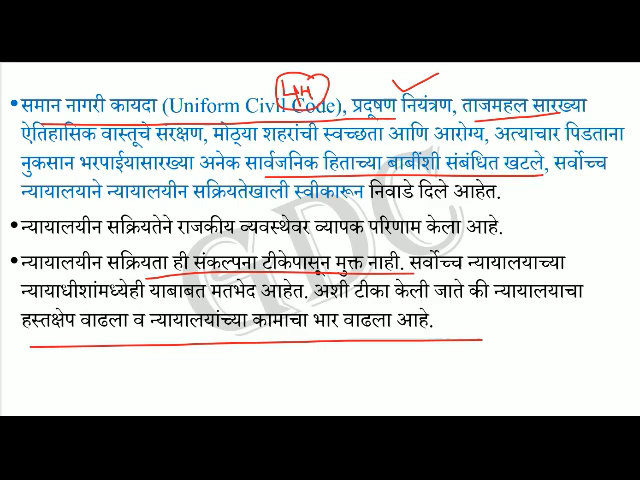 44
• समान नागरी कायदा (Uniform Civil Code), प्रदूषण नियंत्रण, ताजमहल सारख्या
ऐतिहासिक वास्तूचे संरक्षण, मोठ्या शहरांची स्वच्छता आणि आरोग्य, अत्याचार पिडताना
नुकसान भरपाईयासारख्या अनेक सार्वजनिक हिताच्या बाबींशी संबंधित खटले, सर्वोच्च
न्यायालयाने न्यायालयीन सक्रियतेखाली स्वीकारून निवाडे दिले आहेत.
• न्यायालयीन सक्रियतेने राजकीय व्यवस्थेवर व्यापक परिणाम केला आहे.
• न्यायालयीन सक्रियता ही संकल्पना टीकेपासून मुक्त नाही. सर्वोच्च न्यायालयाच्या
न्यायाधीशांमध्येही याबाबत मतभेद आहेत. अशी टीका केली जाते की न्यायालयाचा
हस्तक्षेप वाढला व न्यायालयांच्या कामाचा भार वाढला आहे.
GDC